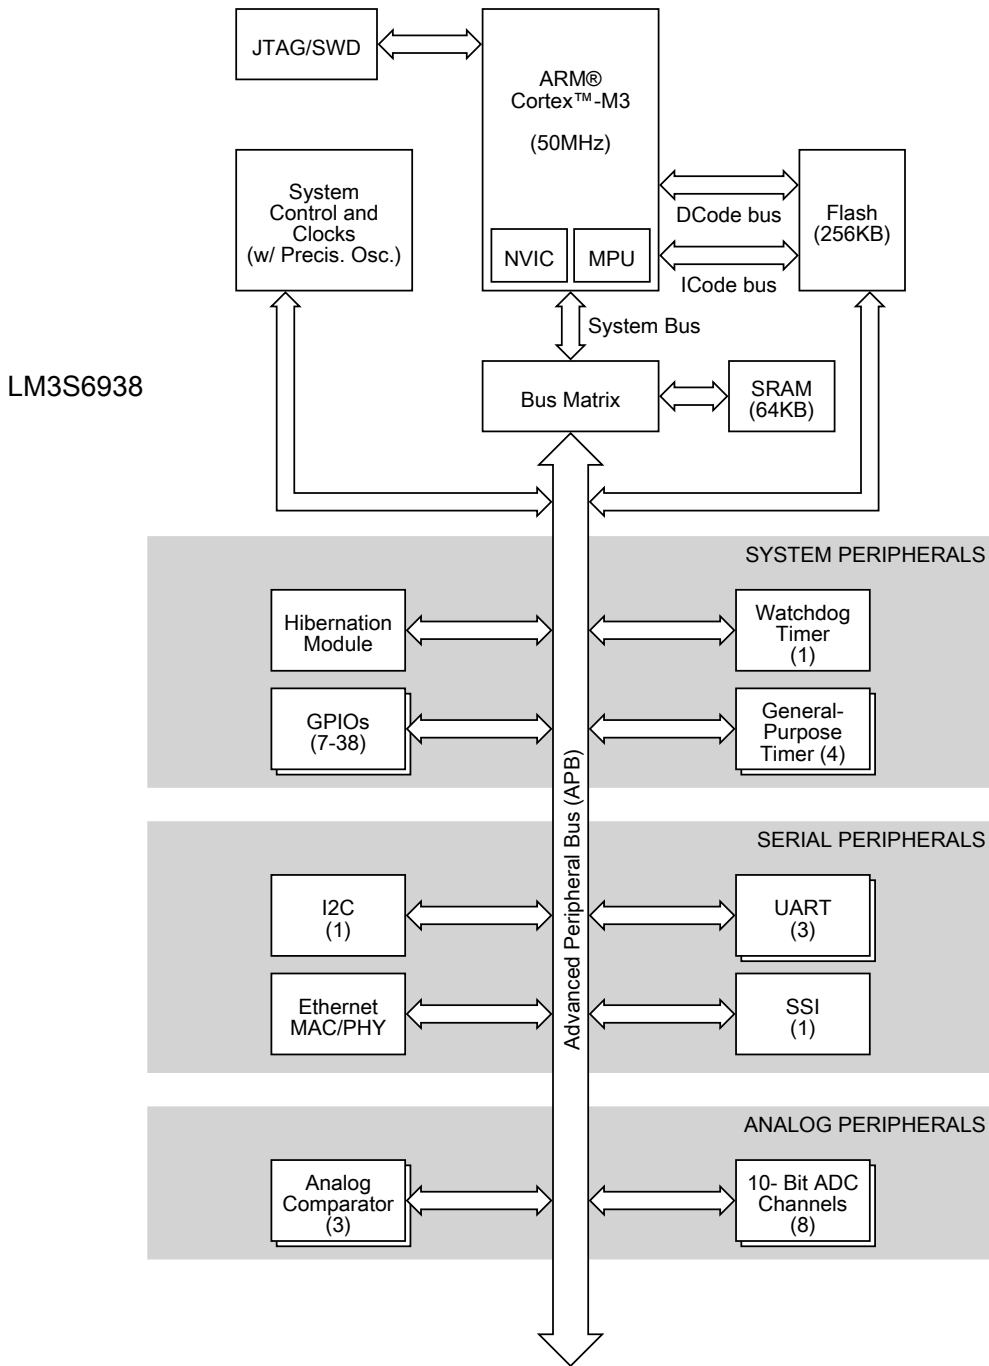 JTAG/SWD
ARM®
Cortex™-M3
(50MHz)
System
Control and
Clocks
(w/ Precis. Osc.)
DCode bus
Flash
(256KB)
NVIC
MPU
ICode bus
System Bus
LM3S6938
Bus Matrix
SRAM
(64KB)
SYSTEM PERIPHERALS
Hibernation
Module
Watchdog
Timer
(1)
GPIOs
(7-38)
General-
Purpose
Timer (4)
Advanced Peripheral Bus (APB)
SERIAL PERIPHERALS
I2C
(1)
UART
(3)
Ethernet
MAC/PHY
SSI
(1)
ANALOG PERIPHERALS
Analog
Comparator
(3)
10- Bit ADC
Channels
(8)